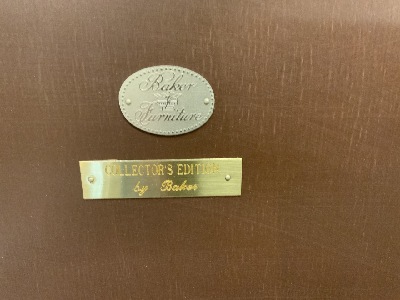 Baker
Furniture
COLLECTOR'S EDITION
by Baker